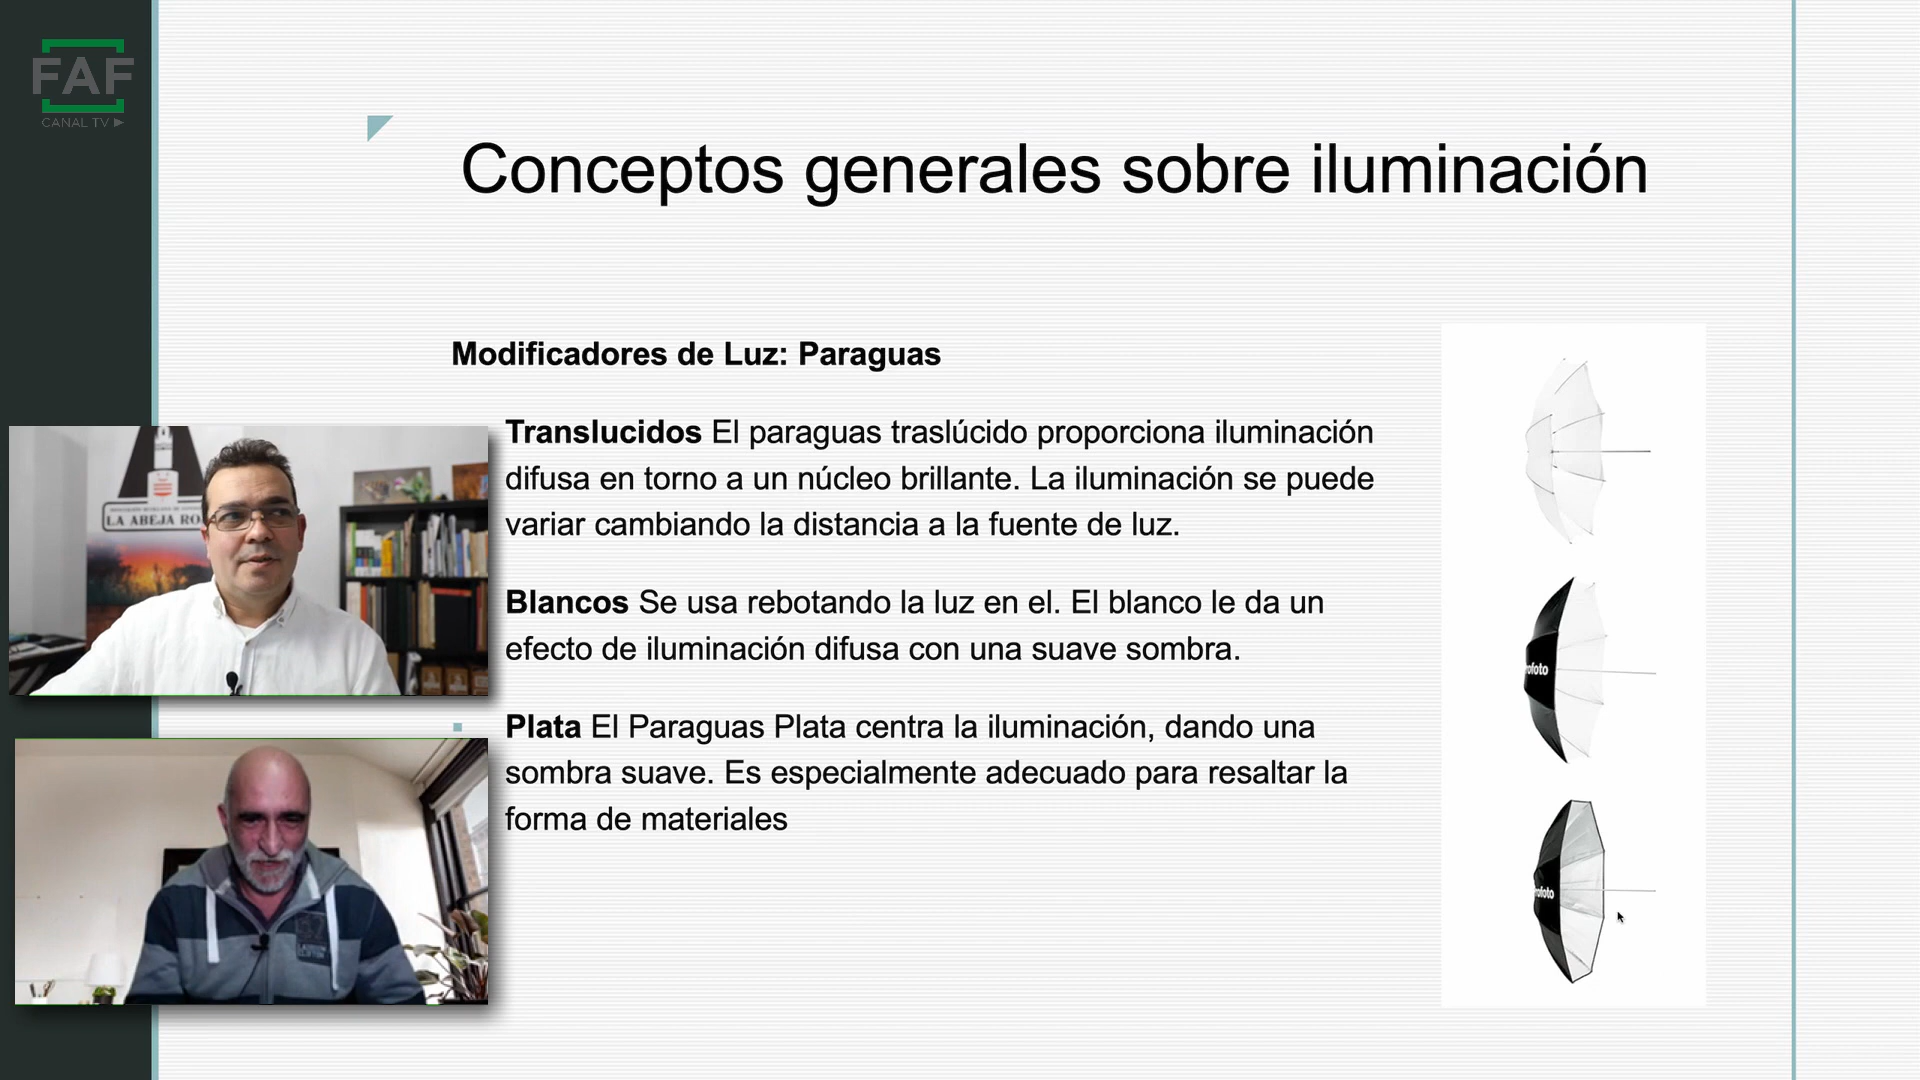 FAF
CANAL TV
Conceptos generales sobre iluminación
Modificadores de Luz: Paraguas
Translucidos El paraguas traslúcido proporciona iluminación
difusa en torno a un núcleo brillante. La iluminación se puede
variar cambiando la distancia a la fuente de luz.
Blancos Se usa rebotando la luz en el. El blanco le da un
efecto de iluminación difusa con una suave sombra.
Plata El Paraguas Plata centra la iluminación, dando una
sombra suave. Es especialmente adecuado para resaltar la
forma de materiales
LA ABEJA RO
rofoto
rofoto